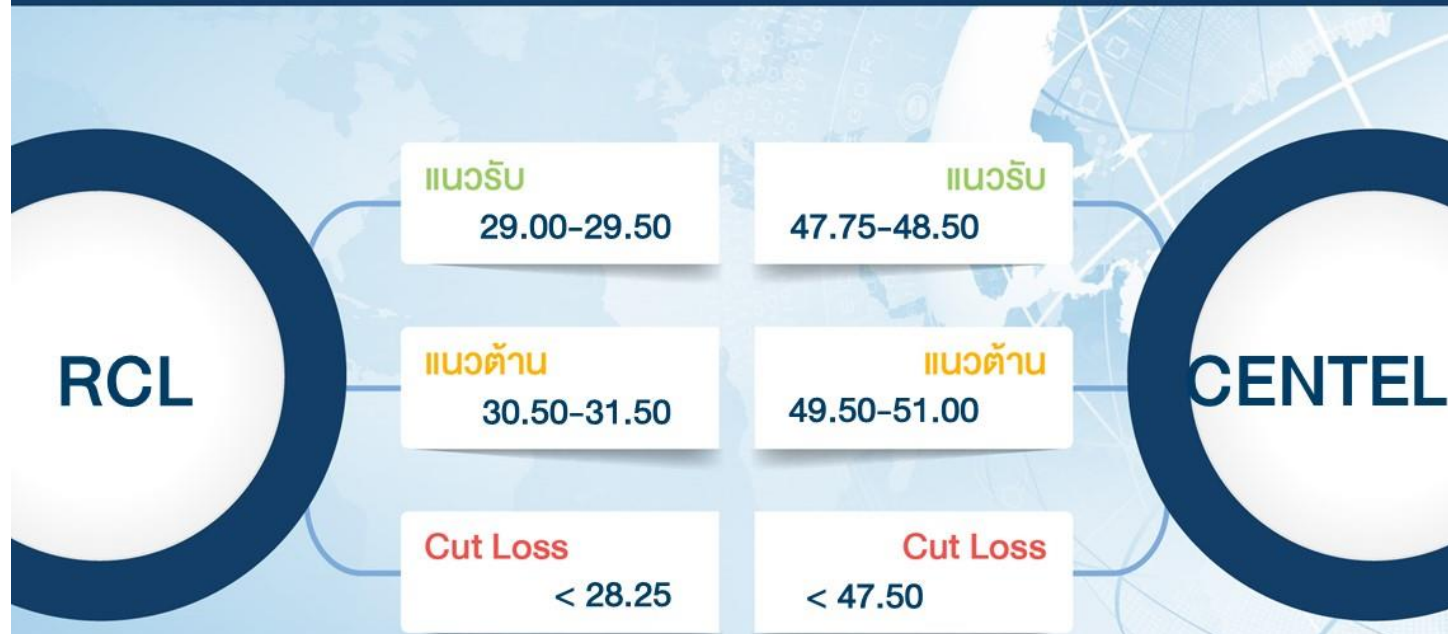 RCL
แนวรับ
29.00-29.50
แนวต้าน
30.50-31.50
Cut Loss
< 28.25
แนวรับ
47.75-48.50
แนวต้าน
49.50-51.00
Cut Loss
< 47.50
CENTEL